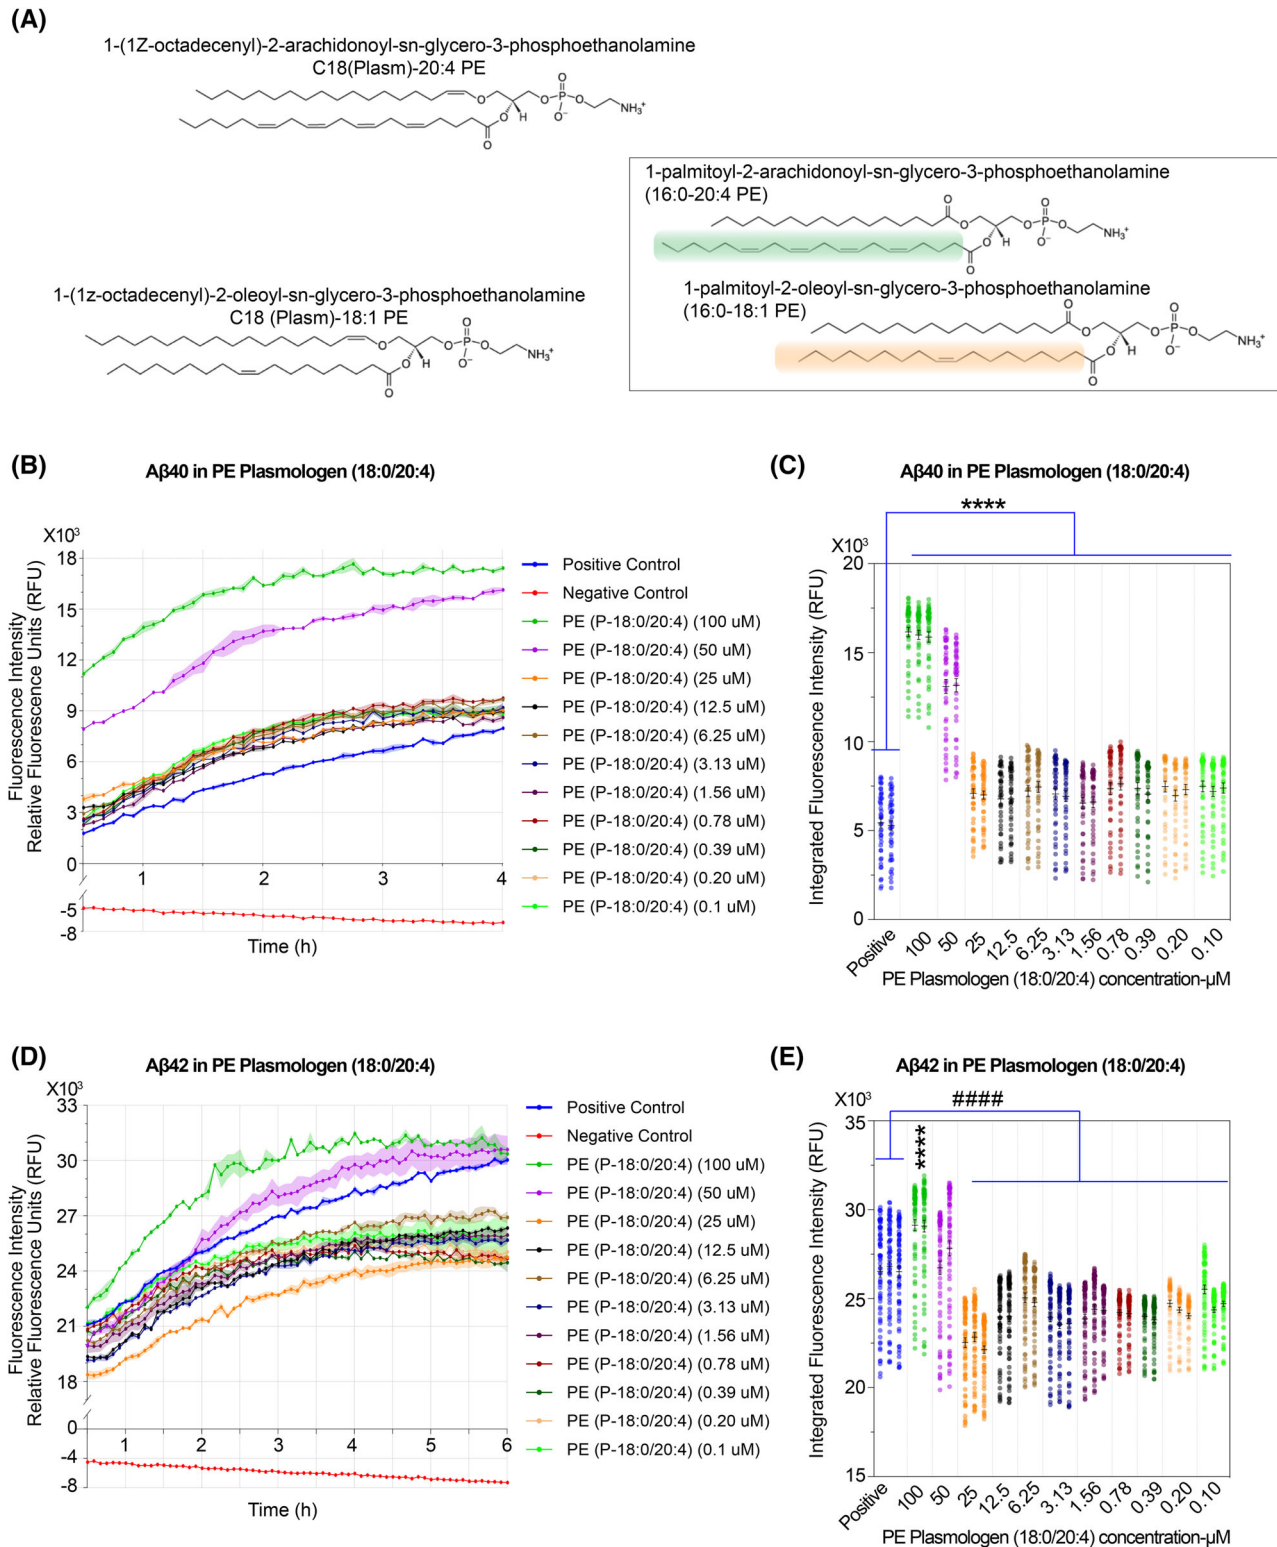 (A)
1-(1Z-octadecenyl)-2-arachidonoyl-sn-glycero-3-phosphoethanolamine
C18(Plasm)-20:4 PE
O
O
O
P
O
O⁻
NH₃⁺
O
H
O
1-palmitoyl-2-arachidonoyl-sn-glycero-3-phosphoethanolamine
(16:0-20:4 PE)
O
O
O
O
P
O
O⁻
NH₃⁺
O
H
O
1-(1z-octadecenyl)-2-oleoyl-sn-glycero-3-phosphoethanolamine
C18 (Plasm)-18:1 PE
O
O
O
P
O
O⁻
NH₃⁺
O
H
O
1-palmitoyl-2-oleoyl-sn-glycero-3-phosphoethanolamine
(16:0-18:1 PE)
O
O
O
O
P
O
O⁻
NH₃⁺
O
H
O
(B)
Aβ40 in PE Plasmologen (18:0/20:4)
X10³
Fluorescence Intensity
Relative Fluorescence Units (RFU)
18
15
12
9
6
3
0
-5
-8
1
2
3
4
Time (h)
Positive Control
Negative Control
PE (P-18:0/20:4) (100 uM)
PE (P-18:0/20:4) (50 uM)
PE (P-18:0/20:4) (25 uM)
PE (P-18:0/20:4) (12.5 uM)
PE (P-18:0/20:4) (6.25 uM)
PE (P-18:0/20:4) (3.13 uM)
PE (P-18:0/20:4) (1.56 uM)
PE (P-18:0/20:4) (0.78 uM)
PE (P-18:0/20:4) (0.39 uM)
PE (P-18:0/20:4) (0.20 uM)
PE (P-18:0/20:4) (0.1 uM)
(C)
Aβ40 in PE Plasmologen (18:0/20:4)
****
X10³
Integrated Fluorescence Intensity (RFU)
20
15
10
5
0
Positive
100
50
25
12.5
6.25
3.13
1.56
0.78
0.39
0.20
0.10
PE Plasmologen (18:0/20:4) concentration-µM
(D)
Aβ42 in PE Plasmologen (18:0/20:4)
X10³
Fluorescence Intensity
Relative Fluorescence Units (RFU)
33
30
27
24
21
18
0
-4
-8
1
2
3
4
5
6
Time (h)
Positive Control
Negative Control
PE (P-18:0/20:4) (100 uM)
PE (P-18:0/20:4) (50 uM)
PE (P-18:0/20:4) (25 uM)
PE (P-18:0/20:4) (12.5 uM)
PE (P-18:0/20:4) (6.25 uM)
PE (P-18:0/20:4) (3.13 uM)
PE (P-18:0/20:4) (1.56 uM)
PE (P-18:0/20:4) (0.78 uM)
PE (P-18:0/20:4) (0.39 uM)
PE (P-18:0/20:4) (0.20 uM)
PE (P-18:0/20:4) (0.1 uM)
(E)
Aβ42 in PE Plasmologen (18:0/20:4)
X10³
####
****
Integrated Fluorescence Intensity (RFU)
35
30
25
20
15
Positive
100
50
25
12.5
6.25
3.13
1.56
0.78
0.39
0.20
0.10
PE Plasmologen (18:0/20:4) concentration-µM